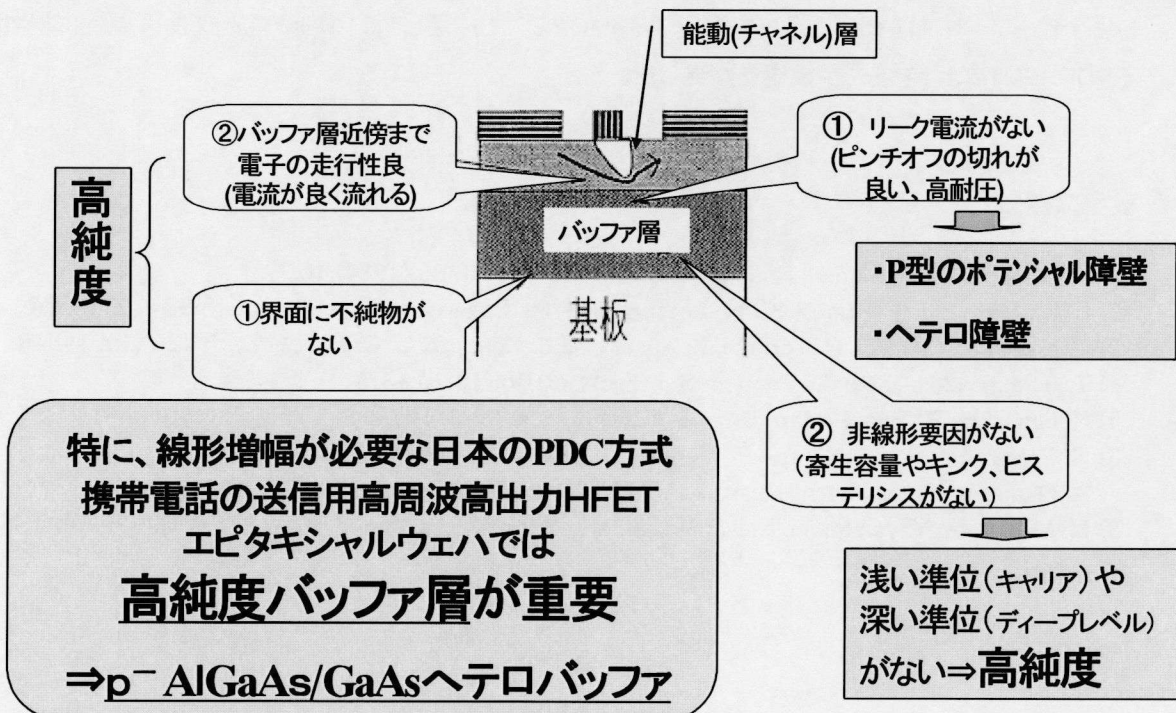 能動(チャネル)層
②バッファ層近傍まで
電子の走行性良
(電流が良く流れる)
① リーク電流がない
(ピンチオフの切れが
良い、高耐圧)
高純度
バッファ層
・P型のポテンシャル障壁
・ヘテロ障壁
①界面に不純物が
ない
基板
② 非線形要因がない
(寄生容量やキンク、ヒス
テリシスがない)
特に、線形増幅が必要な日本のPDC方式
携帯電話の送信用高周波高出力HFET
エピタキシャルウェハでは
高純度バッファ層が重要
⇒p⁻ AlGaAs/GaAsヘテロバッファ
浅い準位(キャリア)や
深い準位(ディープレベル)
がない⇒高純度